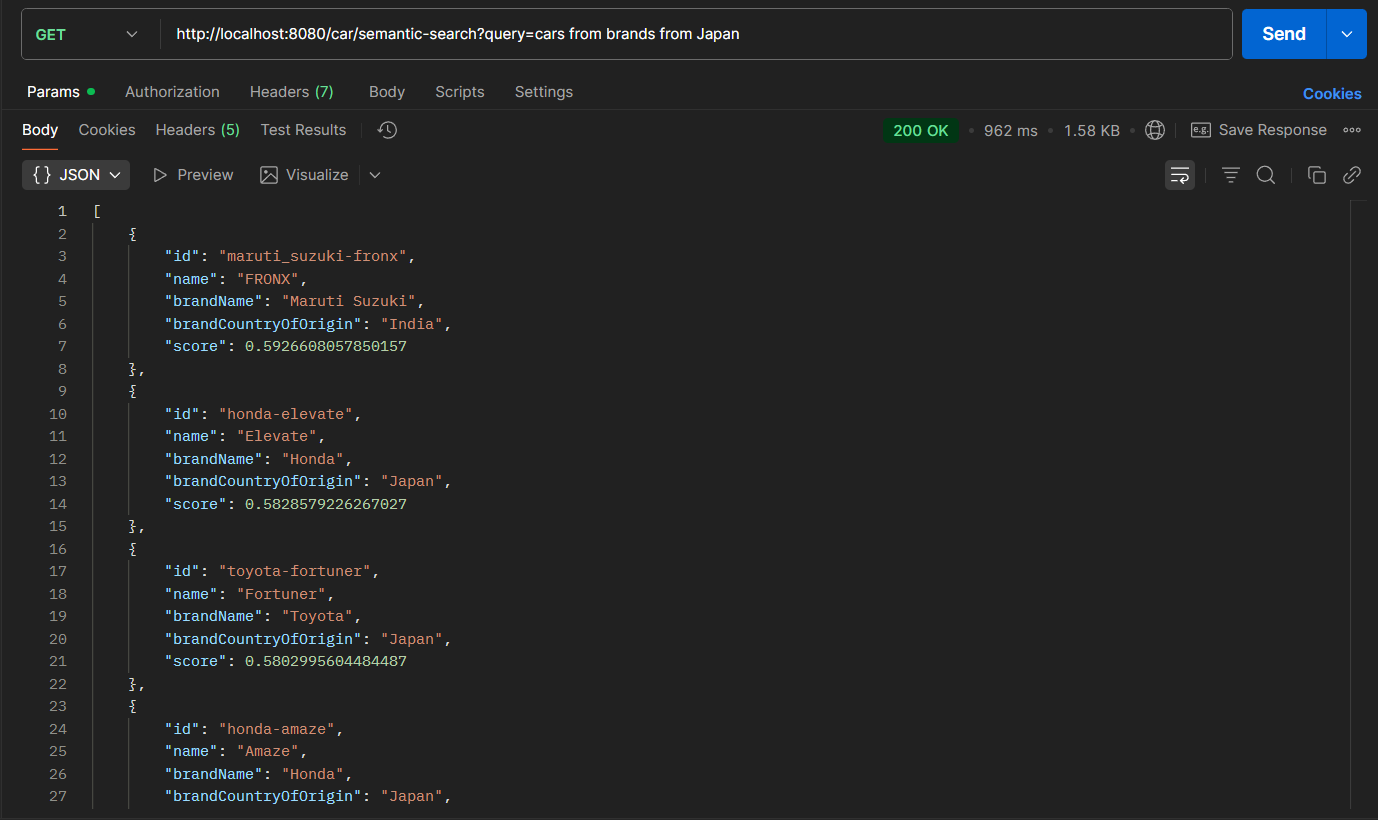 GET http://localhost:8080/car/semantic-search?query=cars from brands from Japan Send
Params Authorization Headers (7) Body Scripts Settings Cookies
Body Cookies Headers (5) Test Results 200 OK 962 ms 1.58 KB e.g. Save Response
{} JSON Preview Visualize
1 [
2 {
3 "id": "maruti_suzuki-fronx",
4 "name": "FRONX",
5 "brandName": "Maruti Suzuki",
6 "brandCountryOfOrigin": "India",
7 "score": 0.5926608057850157
8 },
9 {
10 "id": "honda-elevate",
11 "name": "Elevate",
12 "brandName": "Honda",
13 "brandCountryOfOrigin": "Japan",
14 "score": 0.5828579226267027
15 },
16 {
17 "id": "toyota-fortuner",
18 "name": "Fortuner",
19 "brandName": "Toyota",
20 "brandCountryOfOrigin": "Japan",
21 "score": 0.5802995604484487
22 },
23 {
24 "id": "honda-amaze",
25 "name": "Amaze",
26 "brandName": "Honda",
27 "brandCountryOfOrigin": "Japan",